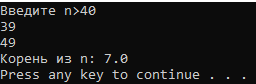 Введите n>40
39
49
Корень из n: 7.0
Press any key to continue . . .